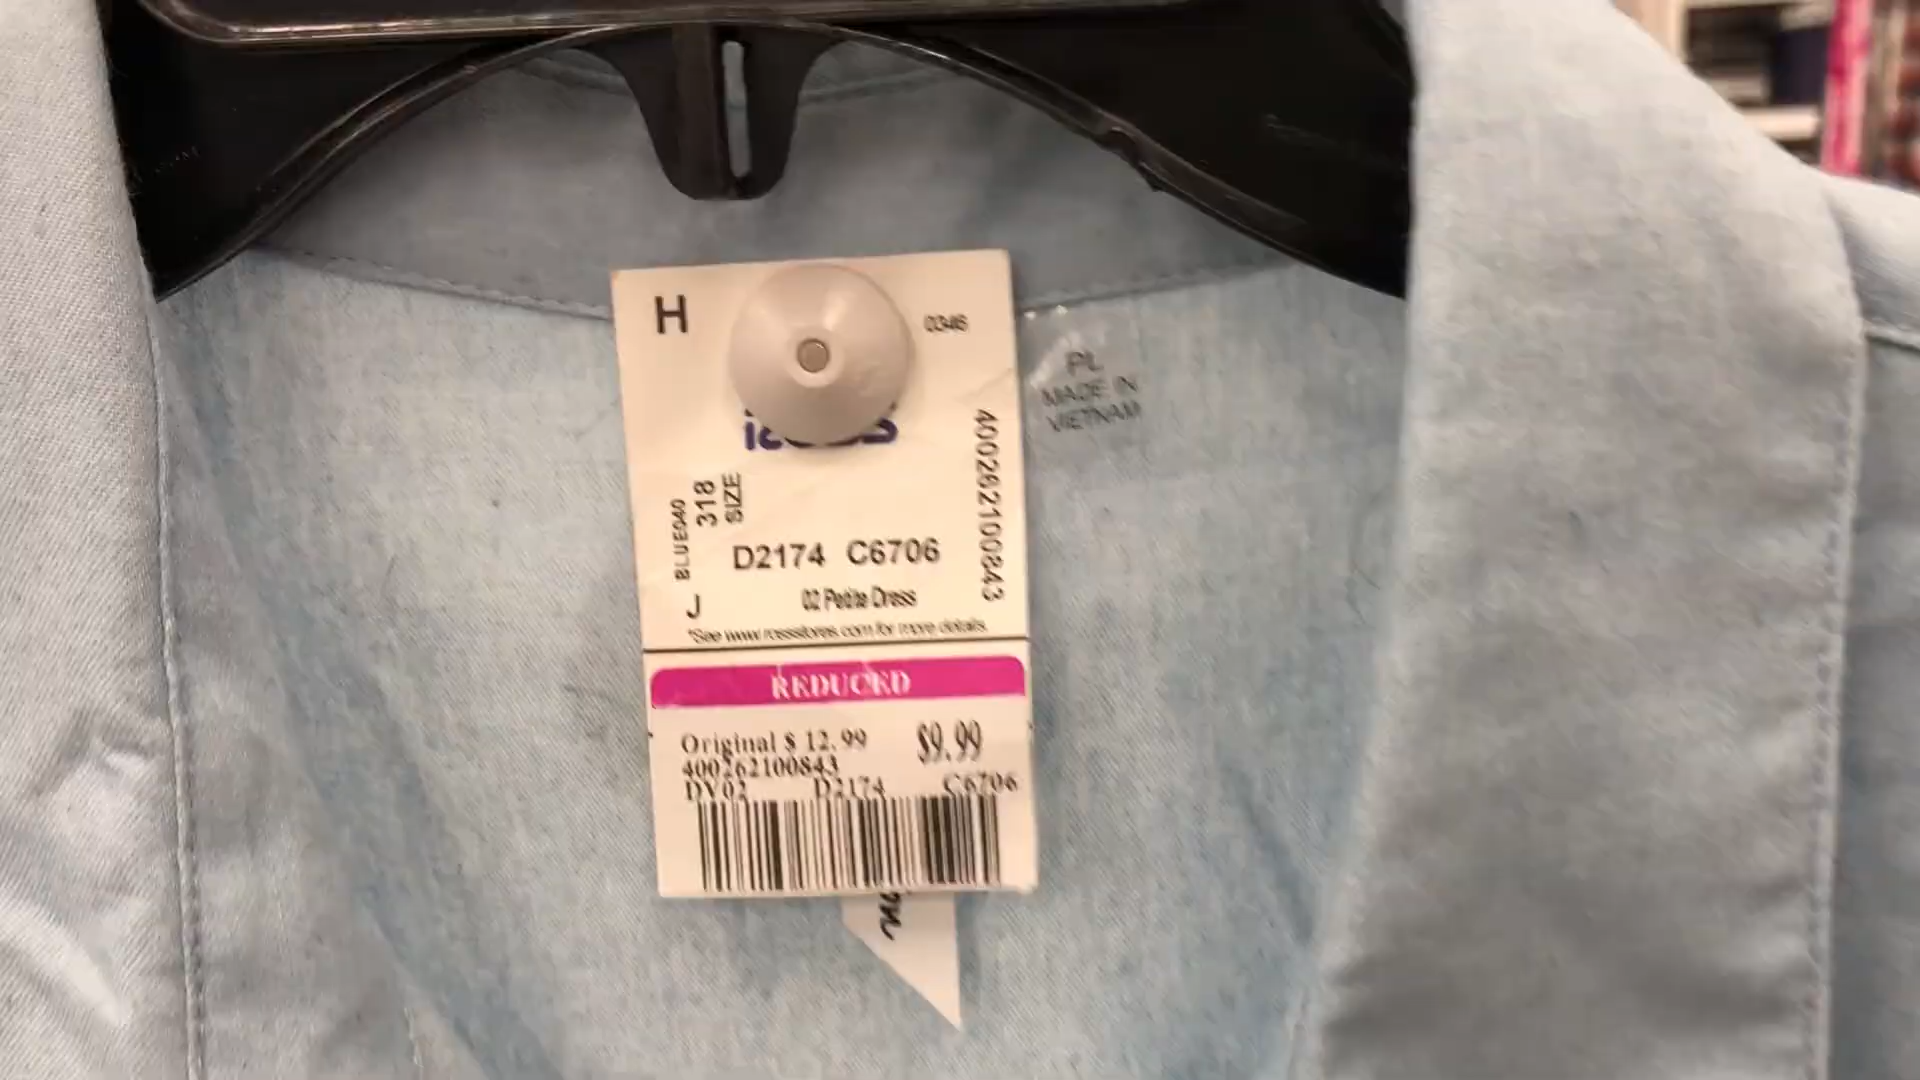 H
0346
PL
MADE IN
VIETNAM
400262100843
BLUE040
318
SIZE
D2174 C6706
J
02 Petite Dress
*See www.rossstores.com for more details.
REDUCED
Original $ 12.99 $9.99
400262100843
DV02 D2174 C6706